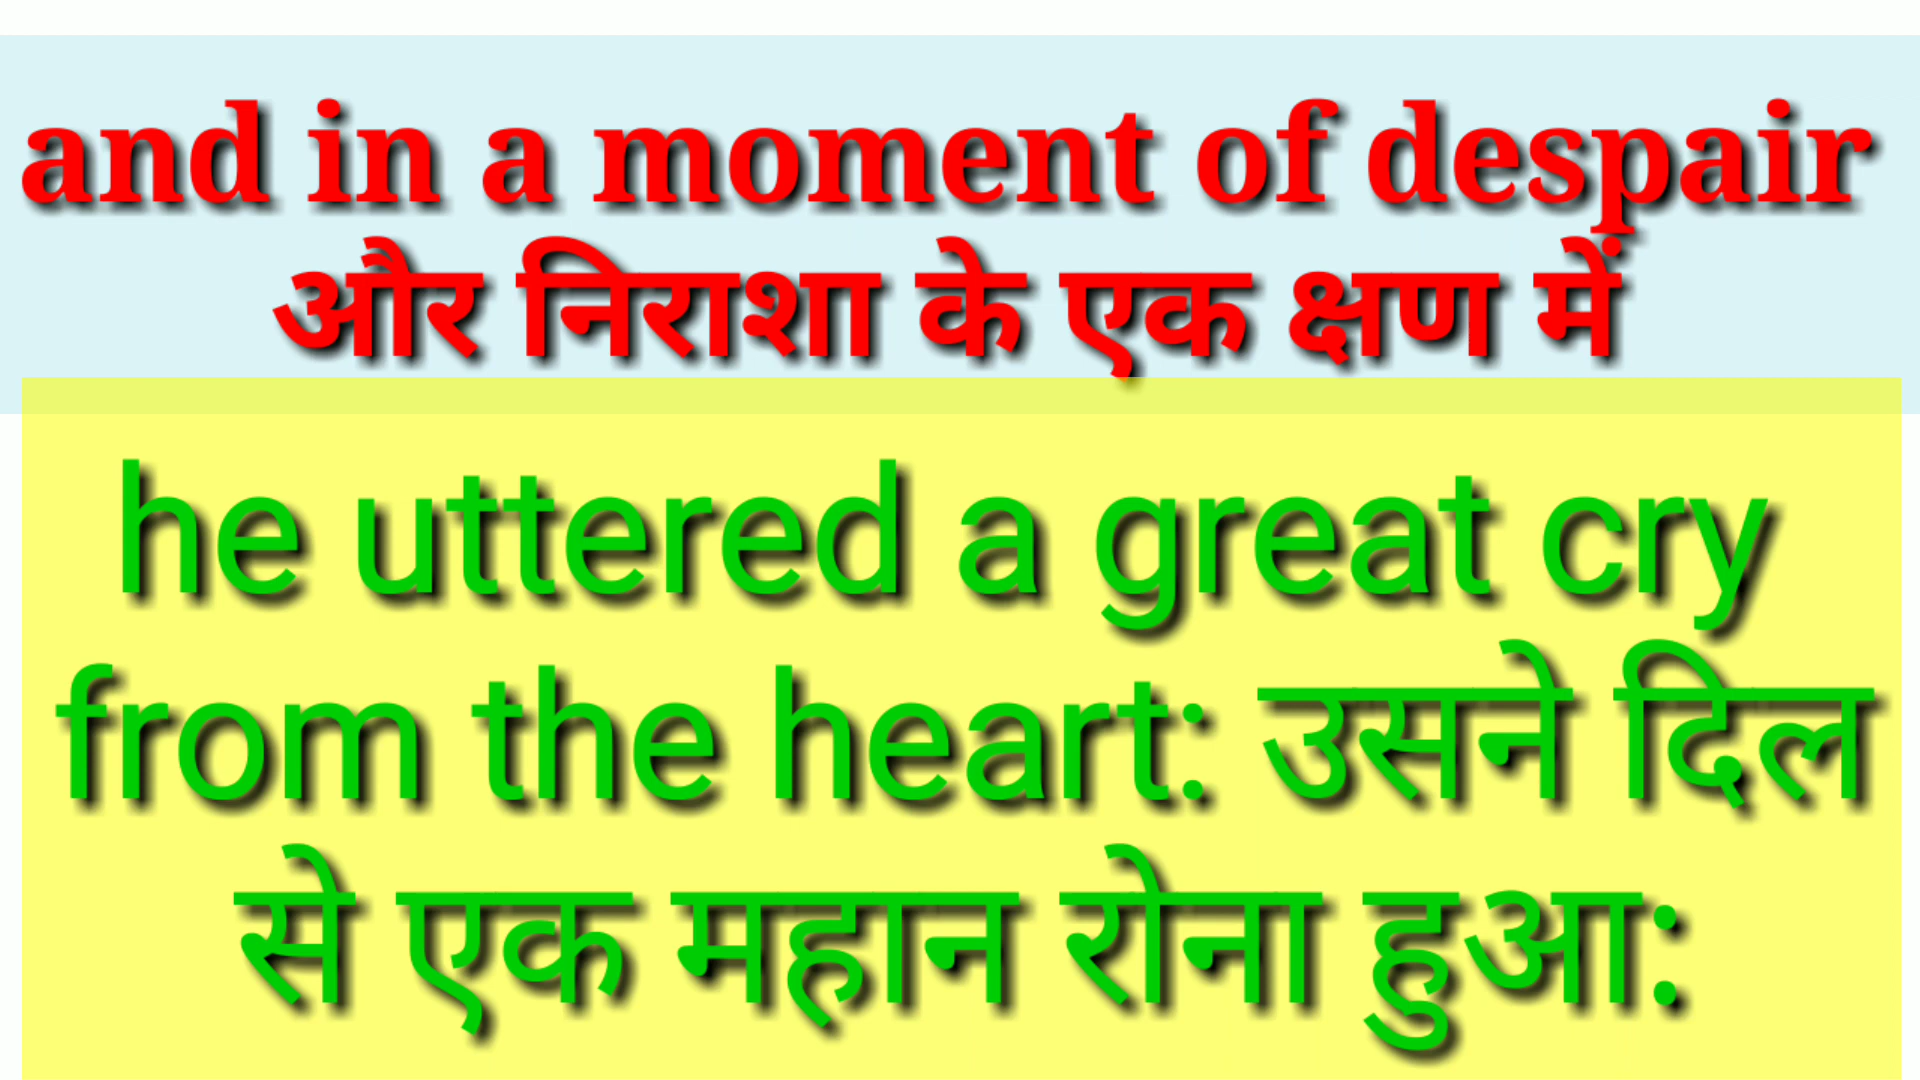 and in a moment of despair
और निराशा के एक क्षण में
he uttered a great cry
from the heart: उसने दिल
से एक महान रोना हुआ: